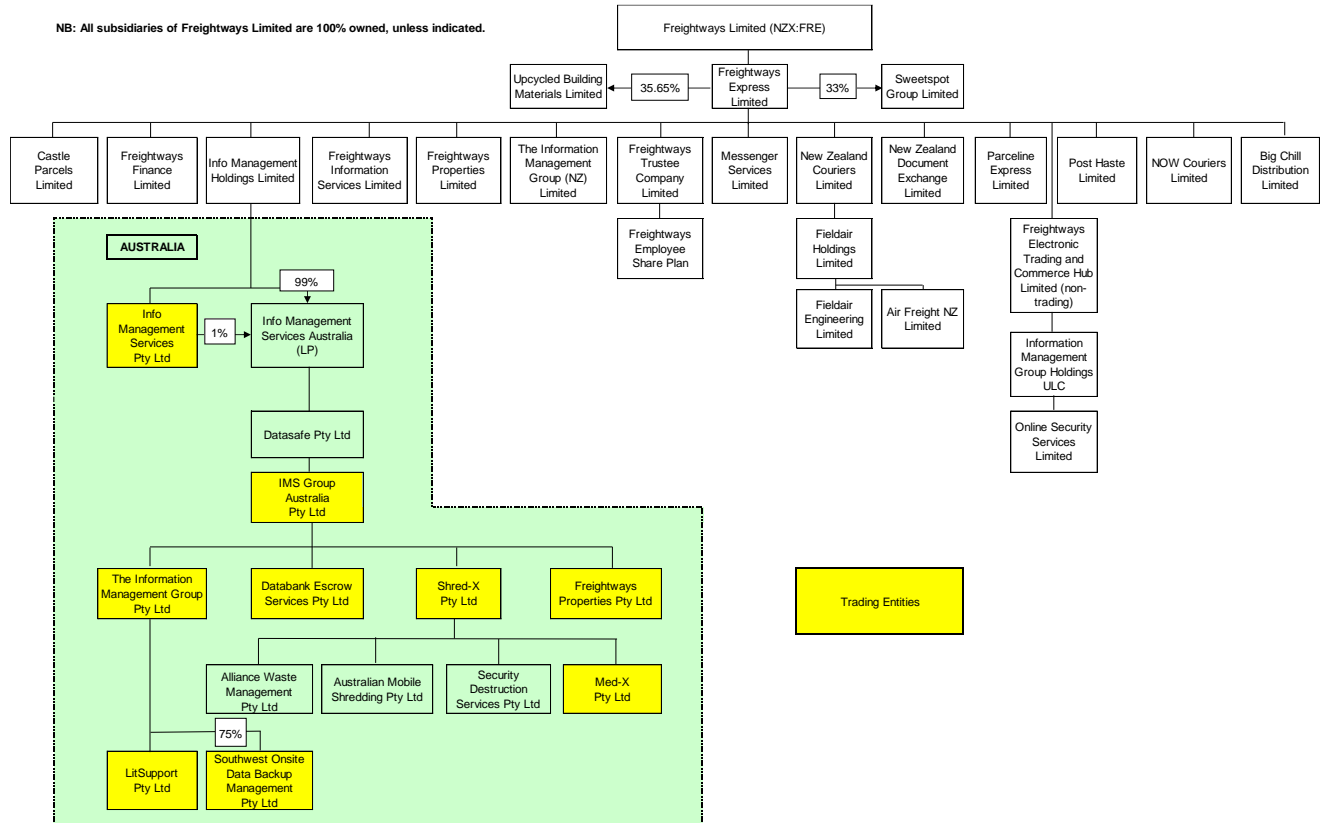 NB: All subsidiaries of Freightways Limited are 100% owned, unless indicated.
Freightways Limited (NZX:FRE)
Upcycled Building
Materials Limited
35.65%
Freightways
Express
Limited
33%
Sweetspot
Group Limited
Castle
Parcels
Limited
Freightways
Finance
Limited
Info Management
Holdings Limited
Freightways
Information
Services Limited
Freightways
Properties
Limited
The Information
Management
Group (NZ)
Limited
Freightways
Trustee
Company
Limited
Messenger
Services
Limited
New Zealand
Couriers
Limited
New Zealand
Document
Exchange
Limited
Parceline
Express
Limited
Post Haste
Limited
NOW Couriers
Limited
Big Chill
Distribution
Limited
AUSTRALIA
Freightways
Employee
Share Plan
Fieldair
Holdings
Limited
Freightways
Electronic
Trading and
Commerce Hub
Limited (non-
trading)
99%
Info
Management
Services
Pty Ltd
1%
Info Management
Services Australia
(LP)
Fieldair
Engineering
Limited
Air Freight NZ
Limited
Information
Management
Group Holdings
ULC
Datasafe Pty Ltd
Online Security
Services
Limited
IMS Group
Australia
Pty Ltd
The Information
Management Group
Pty Ltd
Databank Escrow
Services Pty Ltd
Shred-X
Pty Ltd
Freightways
Properties Pty Ltd
Trading Entities
Alliance Waste
Management
Pty Ltd
Australian Mobile
Shredding Pty Ltd
Security
Destruction
Services Pty Ltd
Med-X
Pty Ltd
75%
LitSupport
Pty Ltd
Southwest Onsite
Data Backup
Management
Pty Ltd